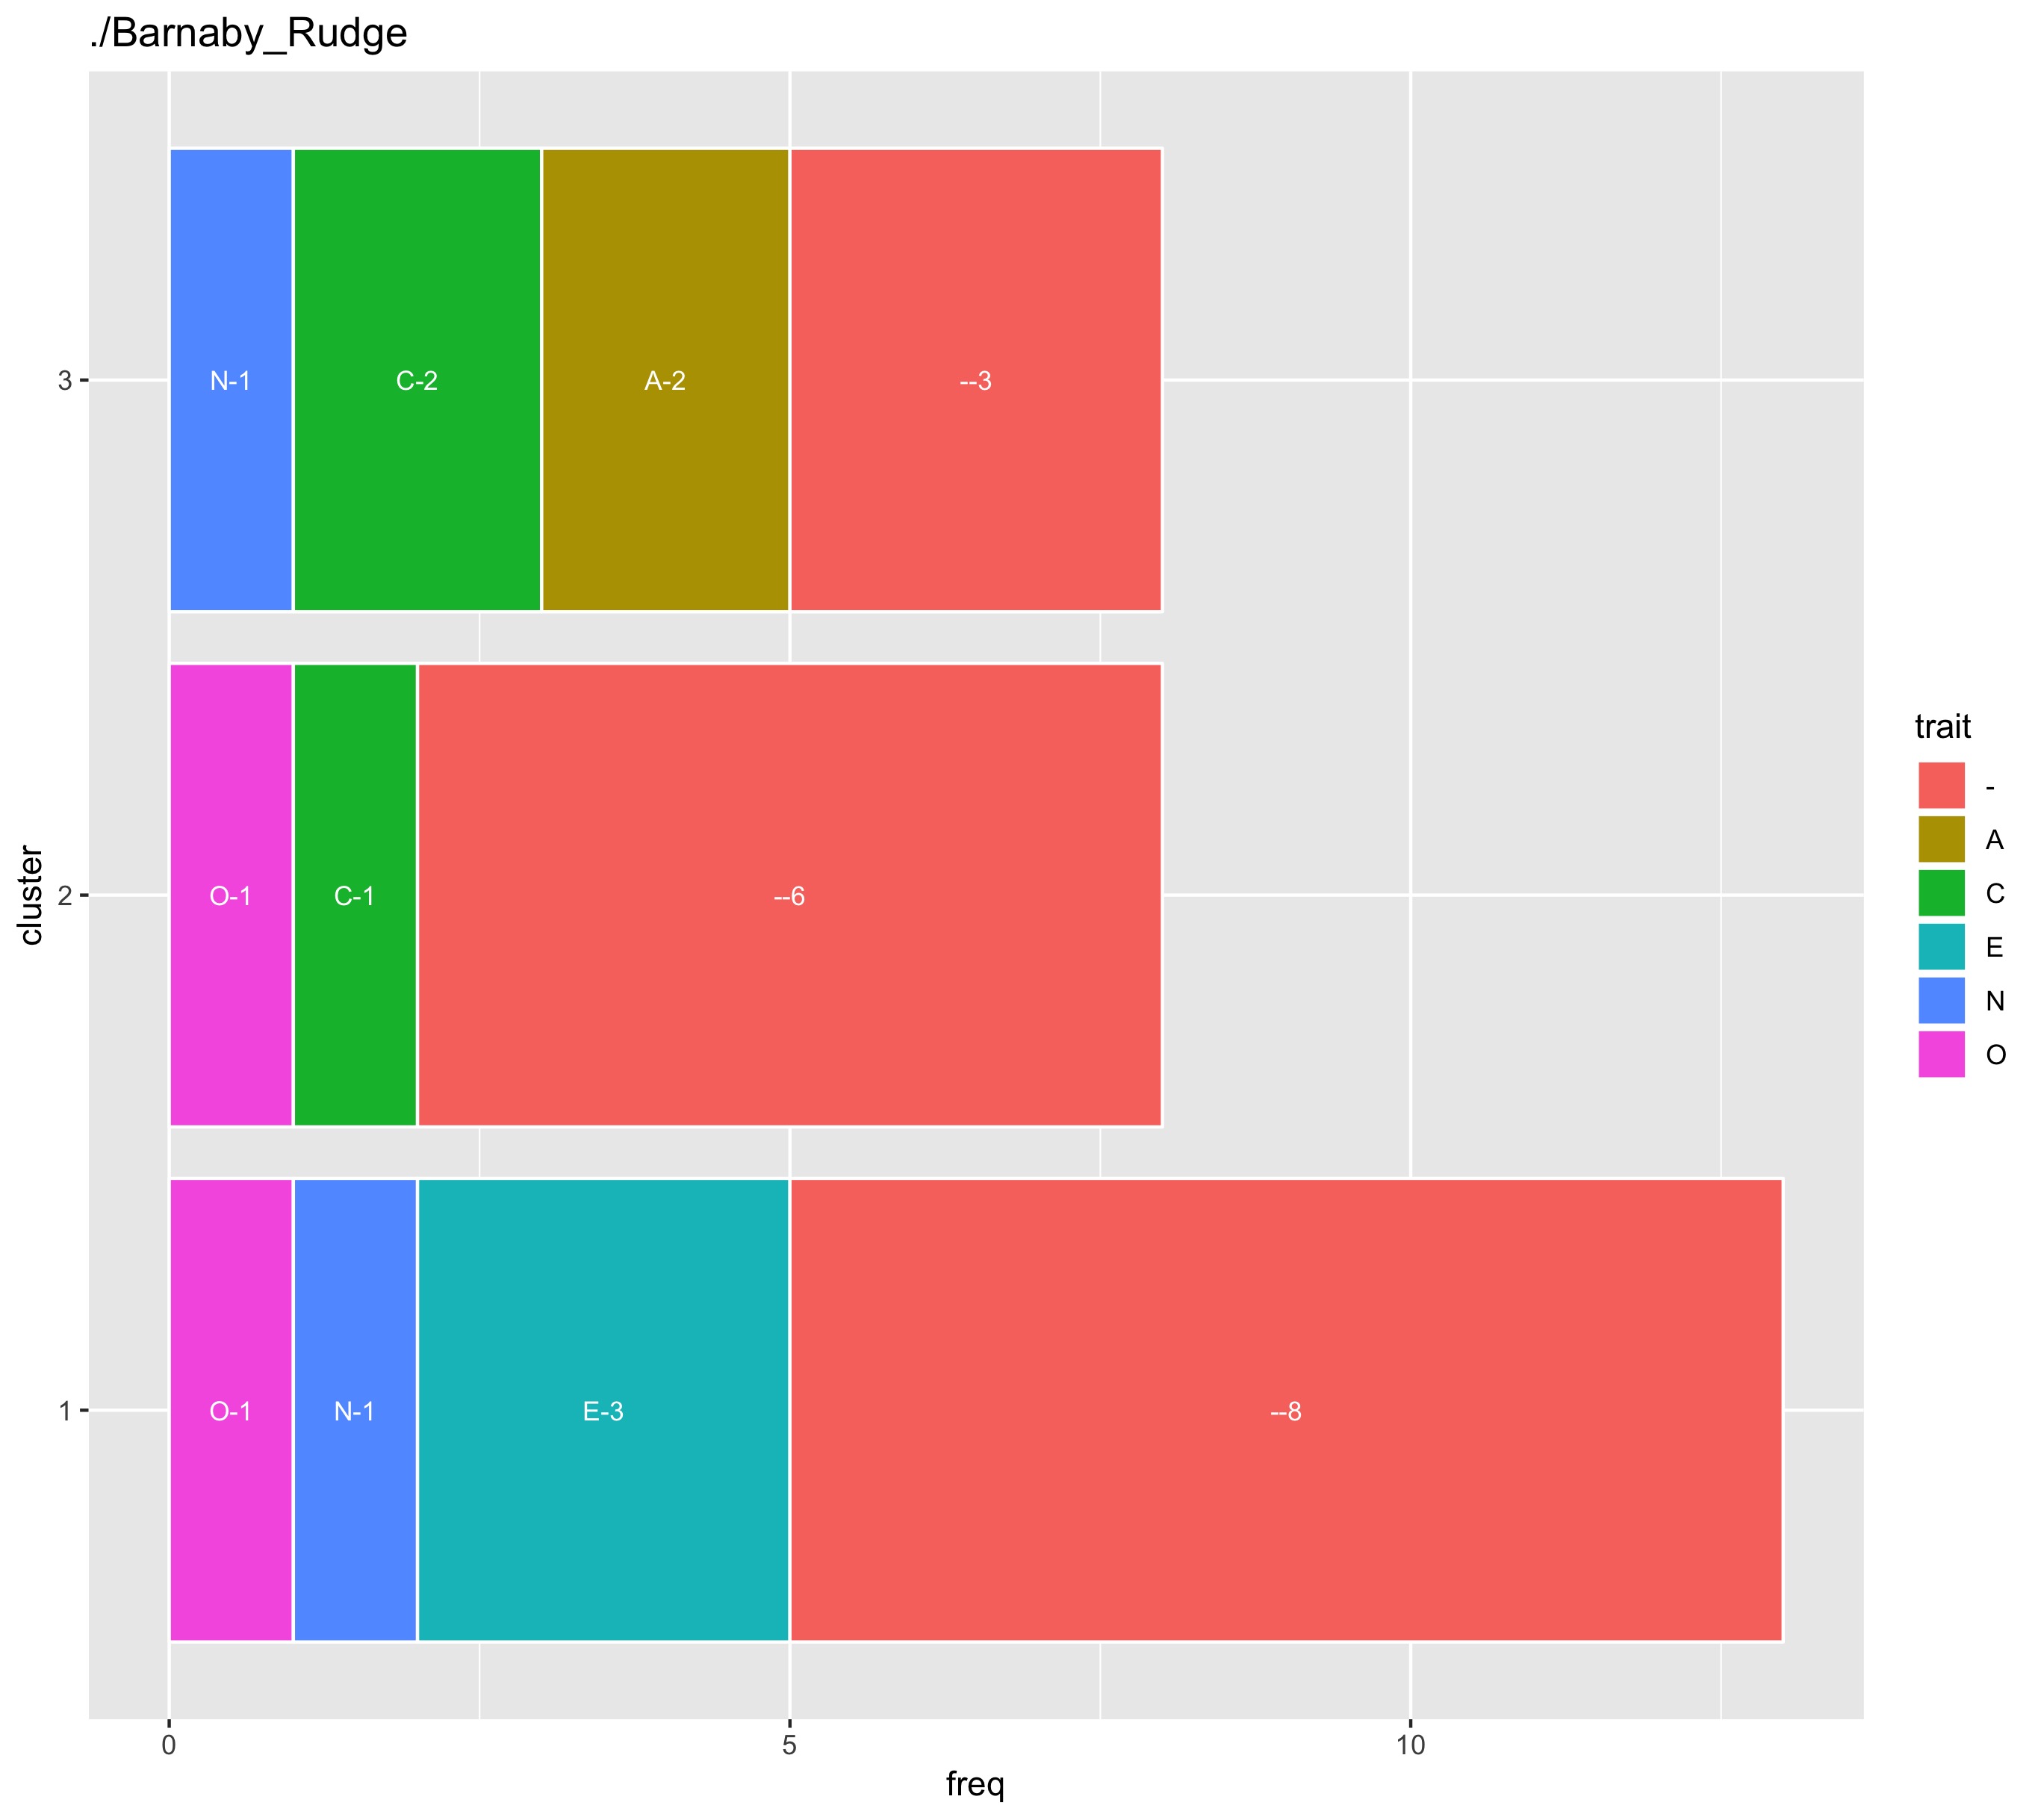 ./Barnaby_Rudge
3
N-1
C-2
A-2
--3
2
O-1
C-1
--6
1
O-1
N-1
E-3
--8
cluster
0
5
10
freq
trait
-
A
C
E
N
O